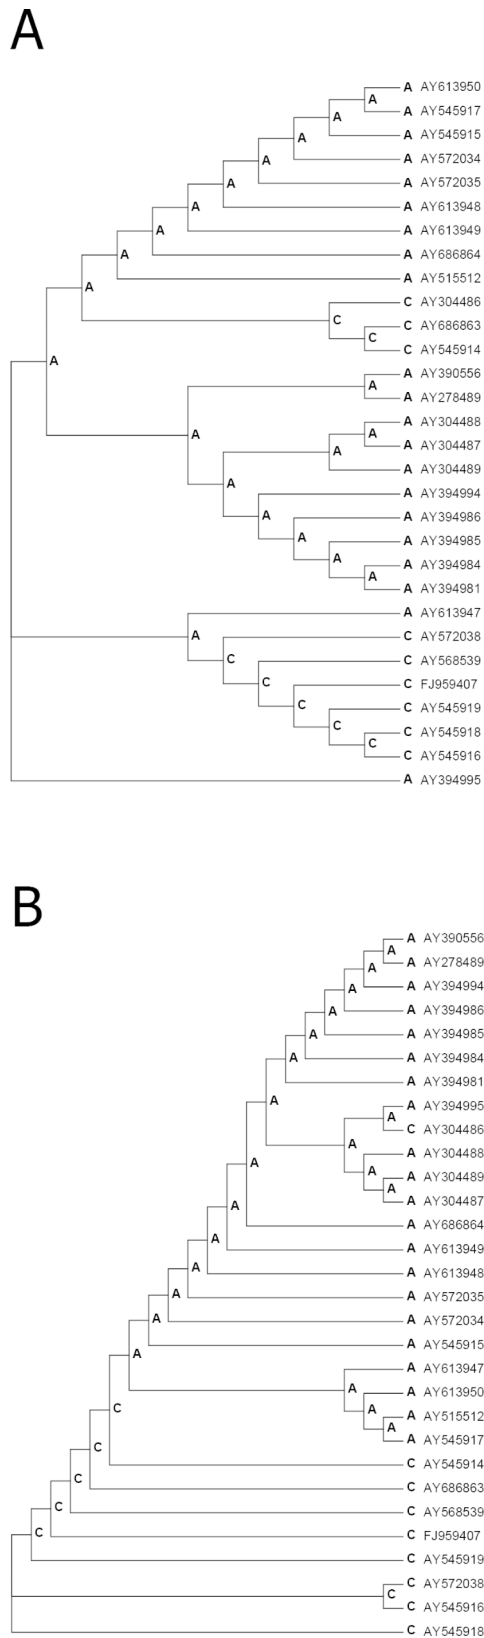 A
A AY613950
A
A AY545917
A
A AY545915
A
A AY572034
A
A A AY572035
A A AY613948
A A AY613949
A A AY686864
A AY515512
A
C AY304486
C
C AY686863
C
C AY545914
A
A AY390556
A
A AY278489
A AY304488
A A
A AY304487
A
A AY304489
A
A AY394994
A
A AY394986
A
A AY394985
A
A AY394984
A
A AY394981
A AY613947
A C AY572038
C C AY568539
C C FJ959407
C C AY545919
C
C AY545918
C
C AY545916
A AY394995
B
A AY390556
A
A AY278489
A
A A AY394994
A A AY394986
A A AY394985
A A AY394984
A AY394981
A
A AY394995
A
C AY304486
A
A AY304488
A
A
A AY304489
A
A AY304487
A
A AY686864
A
A AY613949
A
A AY613948
A A AY572035
A A AY572034
A AY545915
A
A AY613947
A A AY613950
C A
A AY515512
A
A AY545917
C
C AY545914
C
C AY686863
C C AY568539
C C FJ959407
C AY545919
C AY572038
C
C AY545916
C AY545918